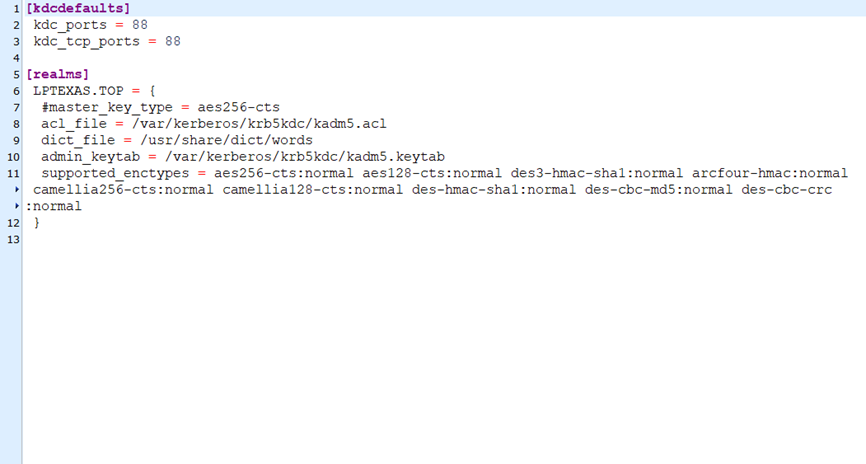 1 [kdcdefaults]
2 kdc_ports = 88
3 kdc_tcp_ports = 88
4
5 [realms]
6 LPTEXAS.TOP = {
7 #master_key_type = aes256-cts
8 acl_file = /var/kerberos/krb5kdc/kadm5.acl
9 dict_file = /usr/share/dict/words
10 admin_keytab = /var/kerberos/krb5kdc/kadm5.keytab
11 supported_enctypes = aes256-cts:normal aes128-cts:normal des3-hmac-sha1:normal arcfour-hmac:normal
camellia256-cts:normal camellia128-cts:normal des-hmac-sha1:normal des-cbc-md5:normal des-cbc-crc
:normal
12 }
13